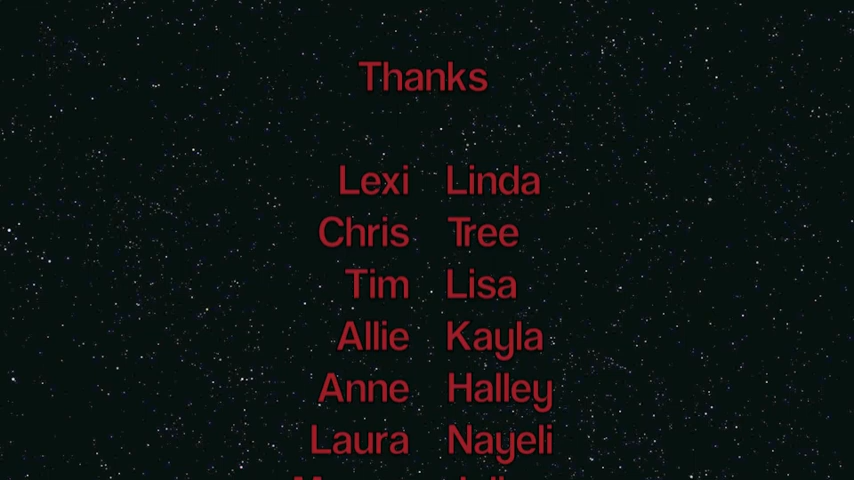 Thanks
Lexi Linda
Chris Tree
Tim Lisa
Allie Kayla
Anne Halley
Laura Nayeli